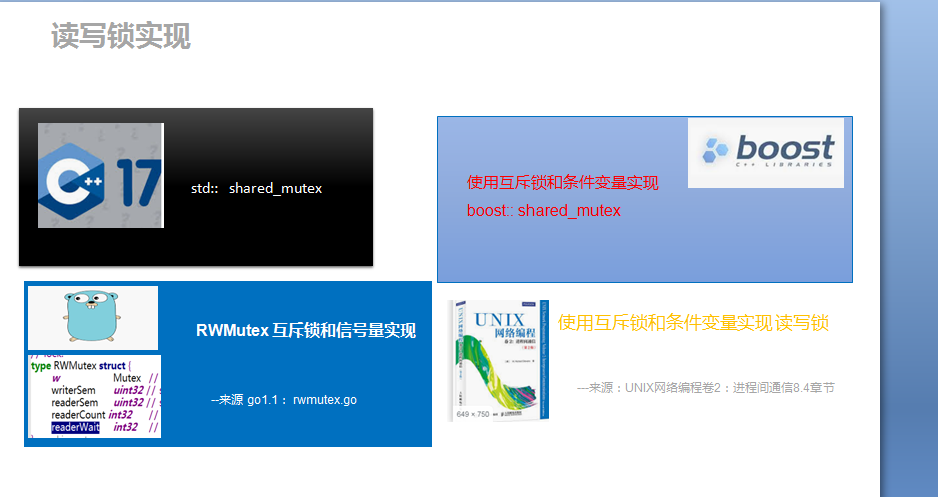 读写锁实现
C++ 17
std:: shared_mutex
boost
C++ LIBRARIES
使用互斥锁和条件变量实现
boost:: shared_mutex
RWMutex 互斥锁和信号量实现
type RWMutex struct {
w Mutex //
writerSem uint32 //
readerSem uint32 //
readerCount int32 //
readerWait int32 //
--来源 go1.1： rwmutex.go
UNIX
网络编程
卷2：进程间通信
649 × 750
使用互斥锁和条件变量实现 读写锁
---来源：UNIX网络编程卷2：进程间通信8.4章节